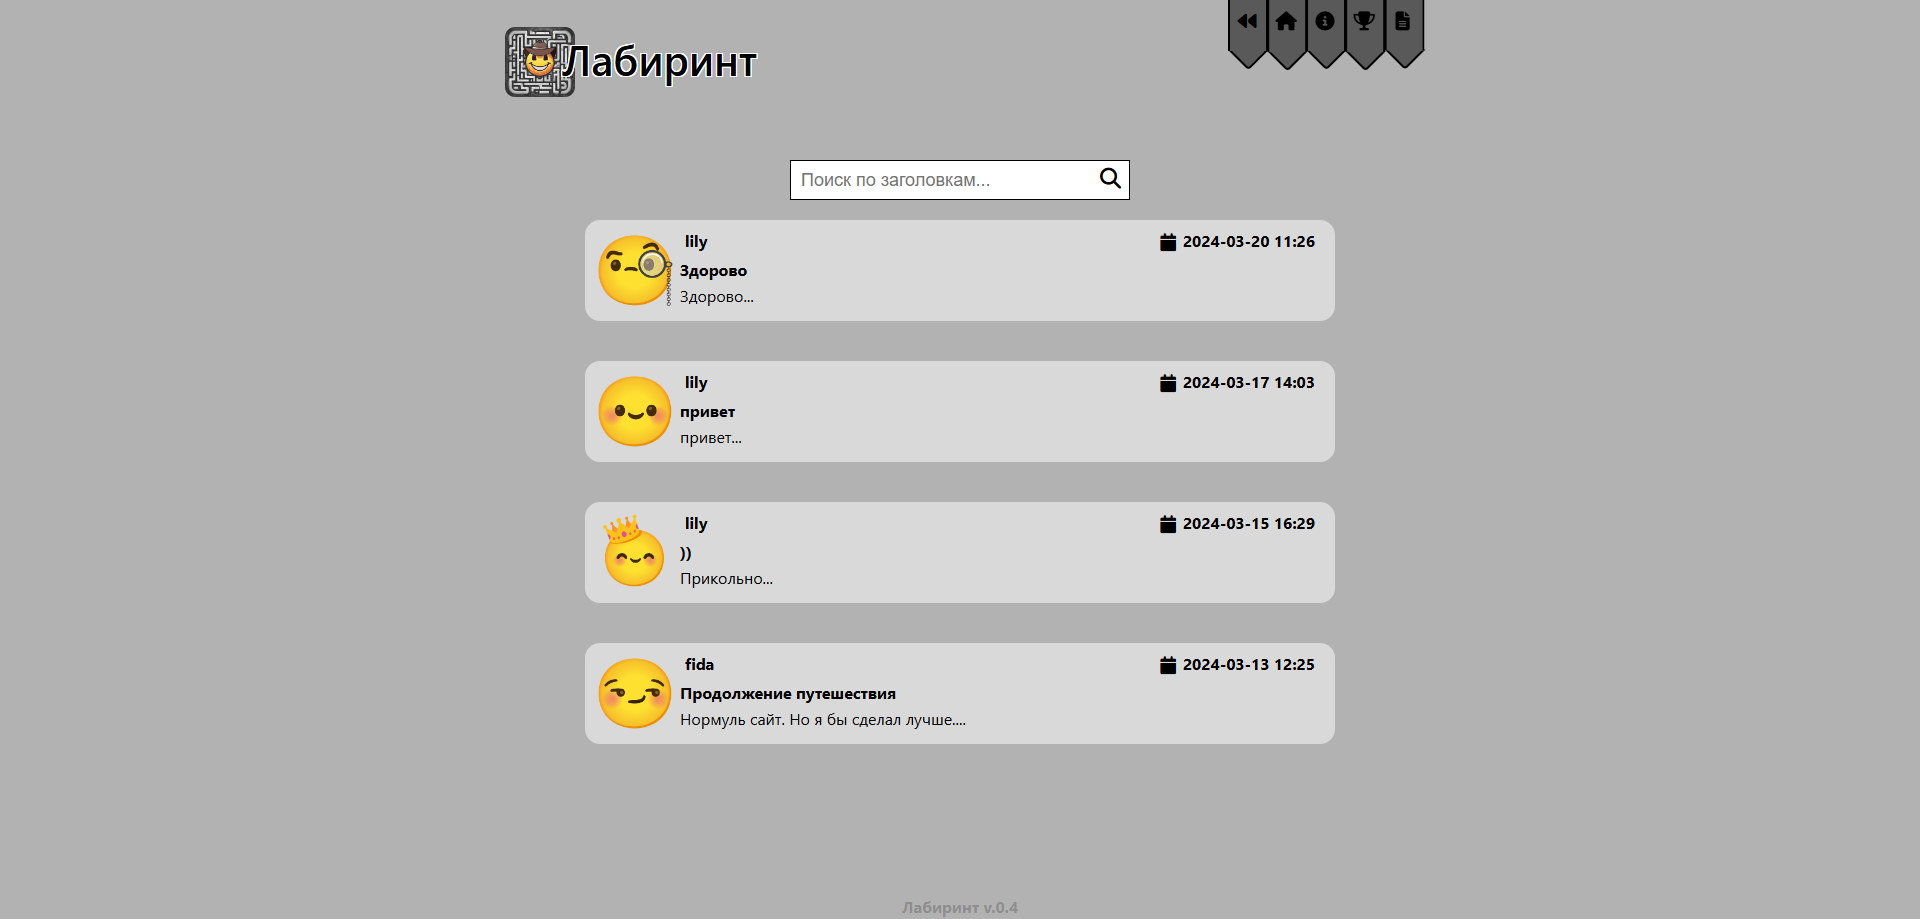 Лабиринт
Поиск по заголовкам...
lily
2024-03-20 11:26
Здорово
Здорово...
lily
2024-03-17 14:03
привет
привет...
lily
2024-03-15 16:29
))
Прикольно...
fida
2024-03-13 12:25
Продолжение путешествия
Нормуль сайт. Но я бы сделал лучше....
Лабиринт v.0.4